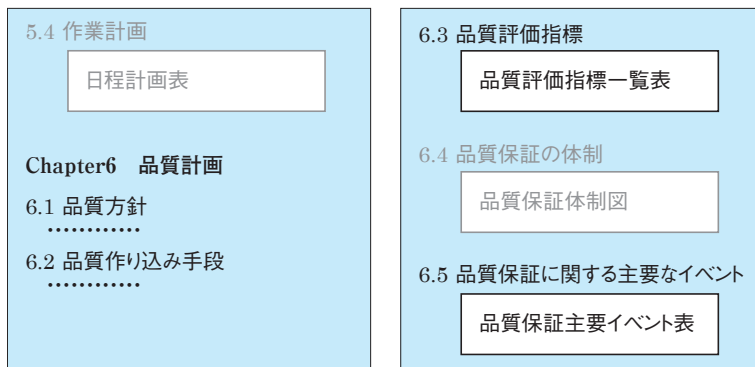 5.4 作業計画
日程計画表
Chapter6 品質計画
6.1 品質方針
…………
6.2 品質作り込み手段
…………
6.3 品質評価指標
品質評価指標一覧表
6.4 品質保証の体制
品質保証体制図
6.5 品質保証に関する主要なイベント
品質保証主要イベント表